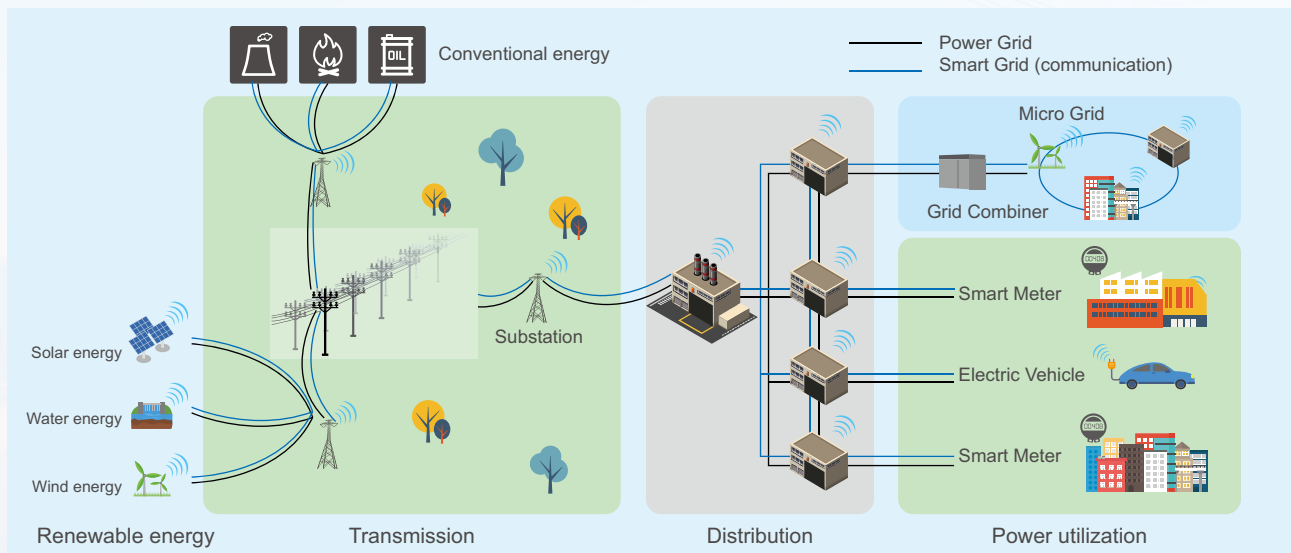 OIL
Conventional energy
Power Grid
Smart Grid (communication)
Micro Grid
Grid Combiner
Smart Meter
Substation
Solar energy
Electric Vehicle
Water energy
Smart Meter
Wind energy
Renewable energy
Transmission
Distribution
Power utilization